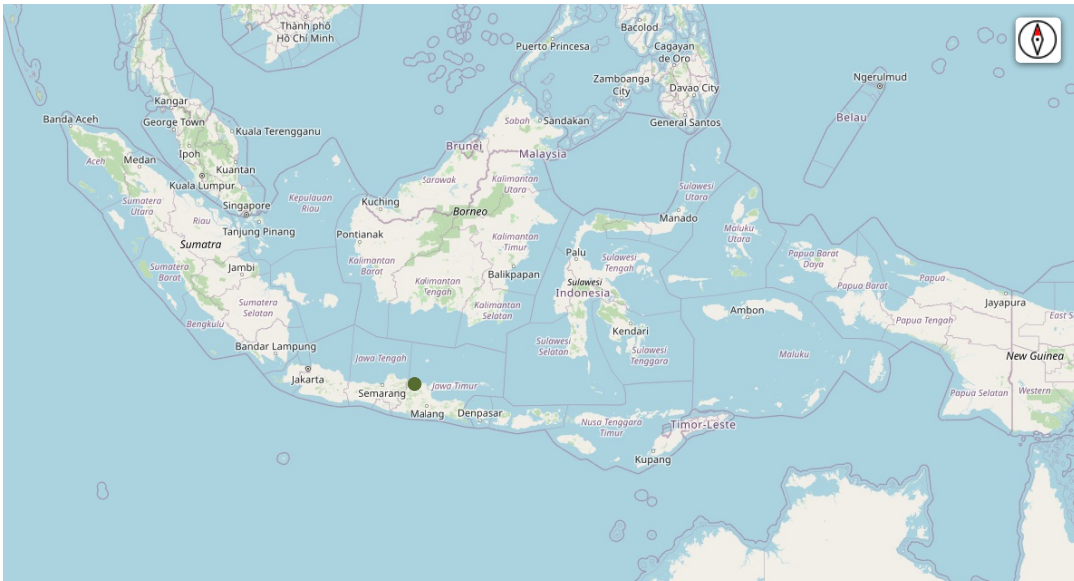 Thành phố
Hồ Chí Minh
Bacolod
Puerto Princesa
Cagayan
de Oro
Zamboanga
City
Davao City
Ngerulmud
Kangar
Banda Aceh
George Town
Kuala Terengganu
General Santos
Belau
Sabah
Sandakan
Brunei
Malaysia
Ipoh
Aceh
Medan
Kuantan
Kuala Lumpur
Sarawak
Kalimantan
Utara
Sulawesi
Utara
Sumatera
Utara
Kepulauan
Riau
Kuching
Singapore
Riau
Borneo
Manado
Tanjung Pinang
Pontianak
Maluku
Utara
Sumatra
Kalimantan
Timur
Palu
Papua Barat
Daya
Sumatera
Barat
Jambi
Kalimantan
Barat
Sulawesi
Tengah
Balikpapan
Kalimantan
Tengah
Sulawesi
Indonesia
Papua
Papua Barat
Sumatera
Selatan
Kalimantan
Selatan
Jayapura
Ambon
Bengkulu
Kendari
Papua Tengah
East S
Bandar Lampung
Sulawesi
Selatan
Sulawesi
Tenggara
Jawa Tengah
Maluku
New Guinea
Jakarta
Semarang
Jawa Timur
Papua Selatan
Western
Malang
Denpasar
Nusa Tenggara
Timur
Timor-Leste
Kupang